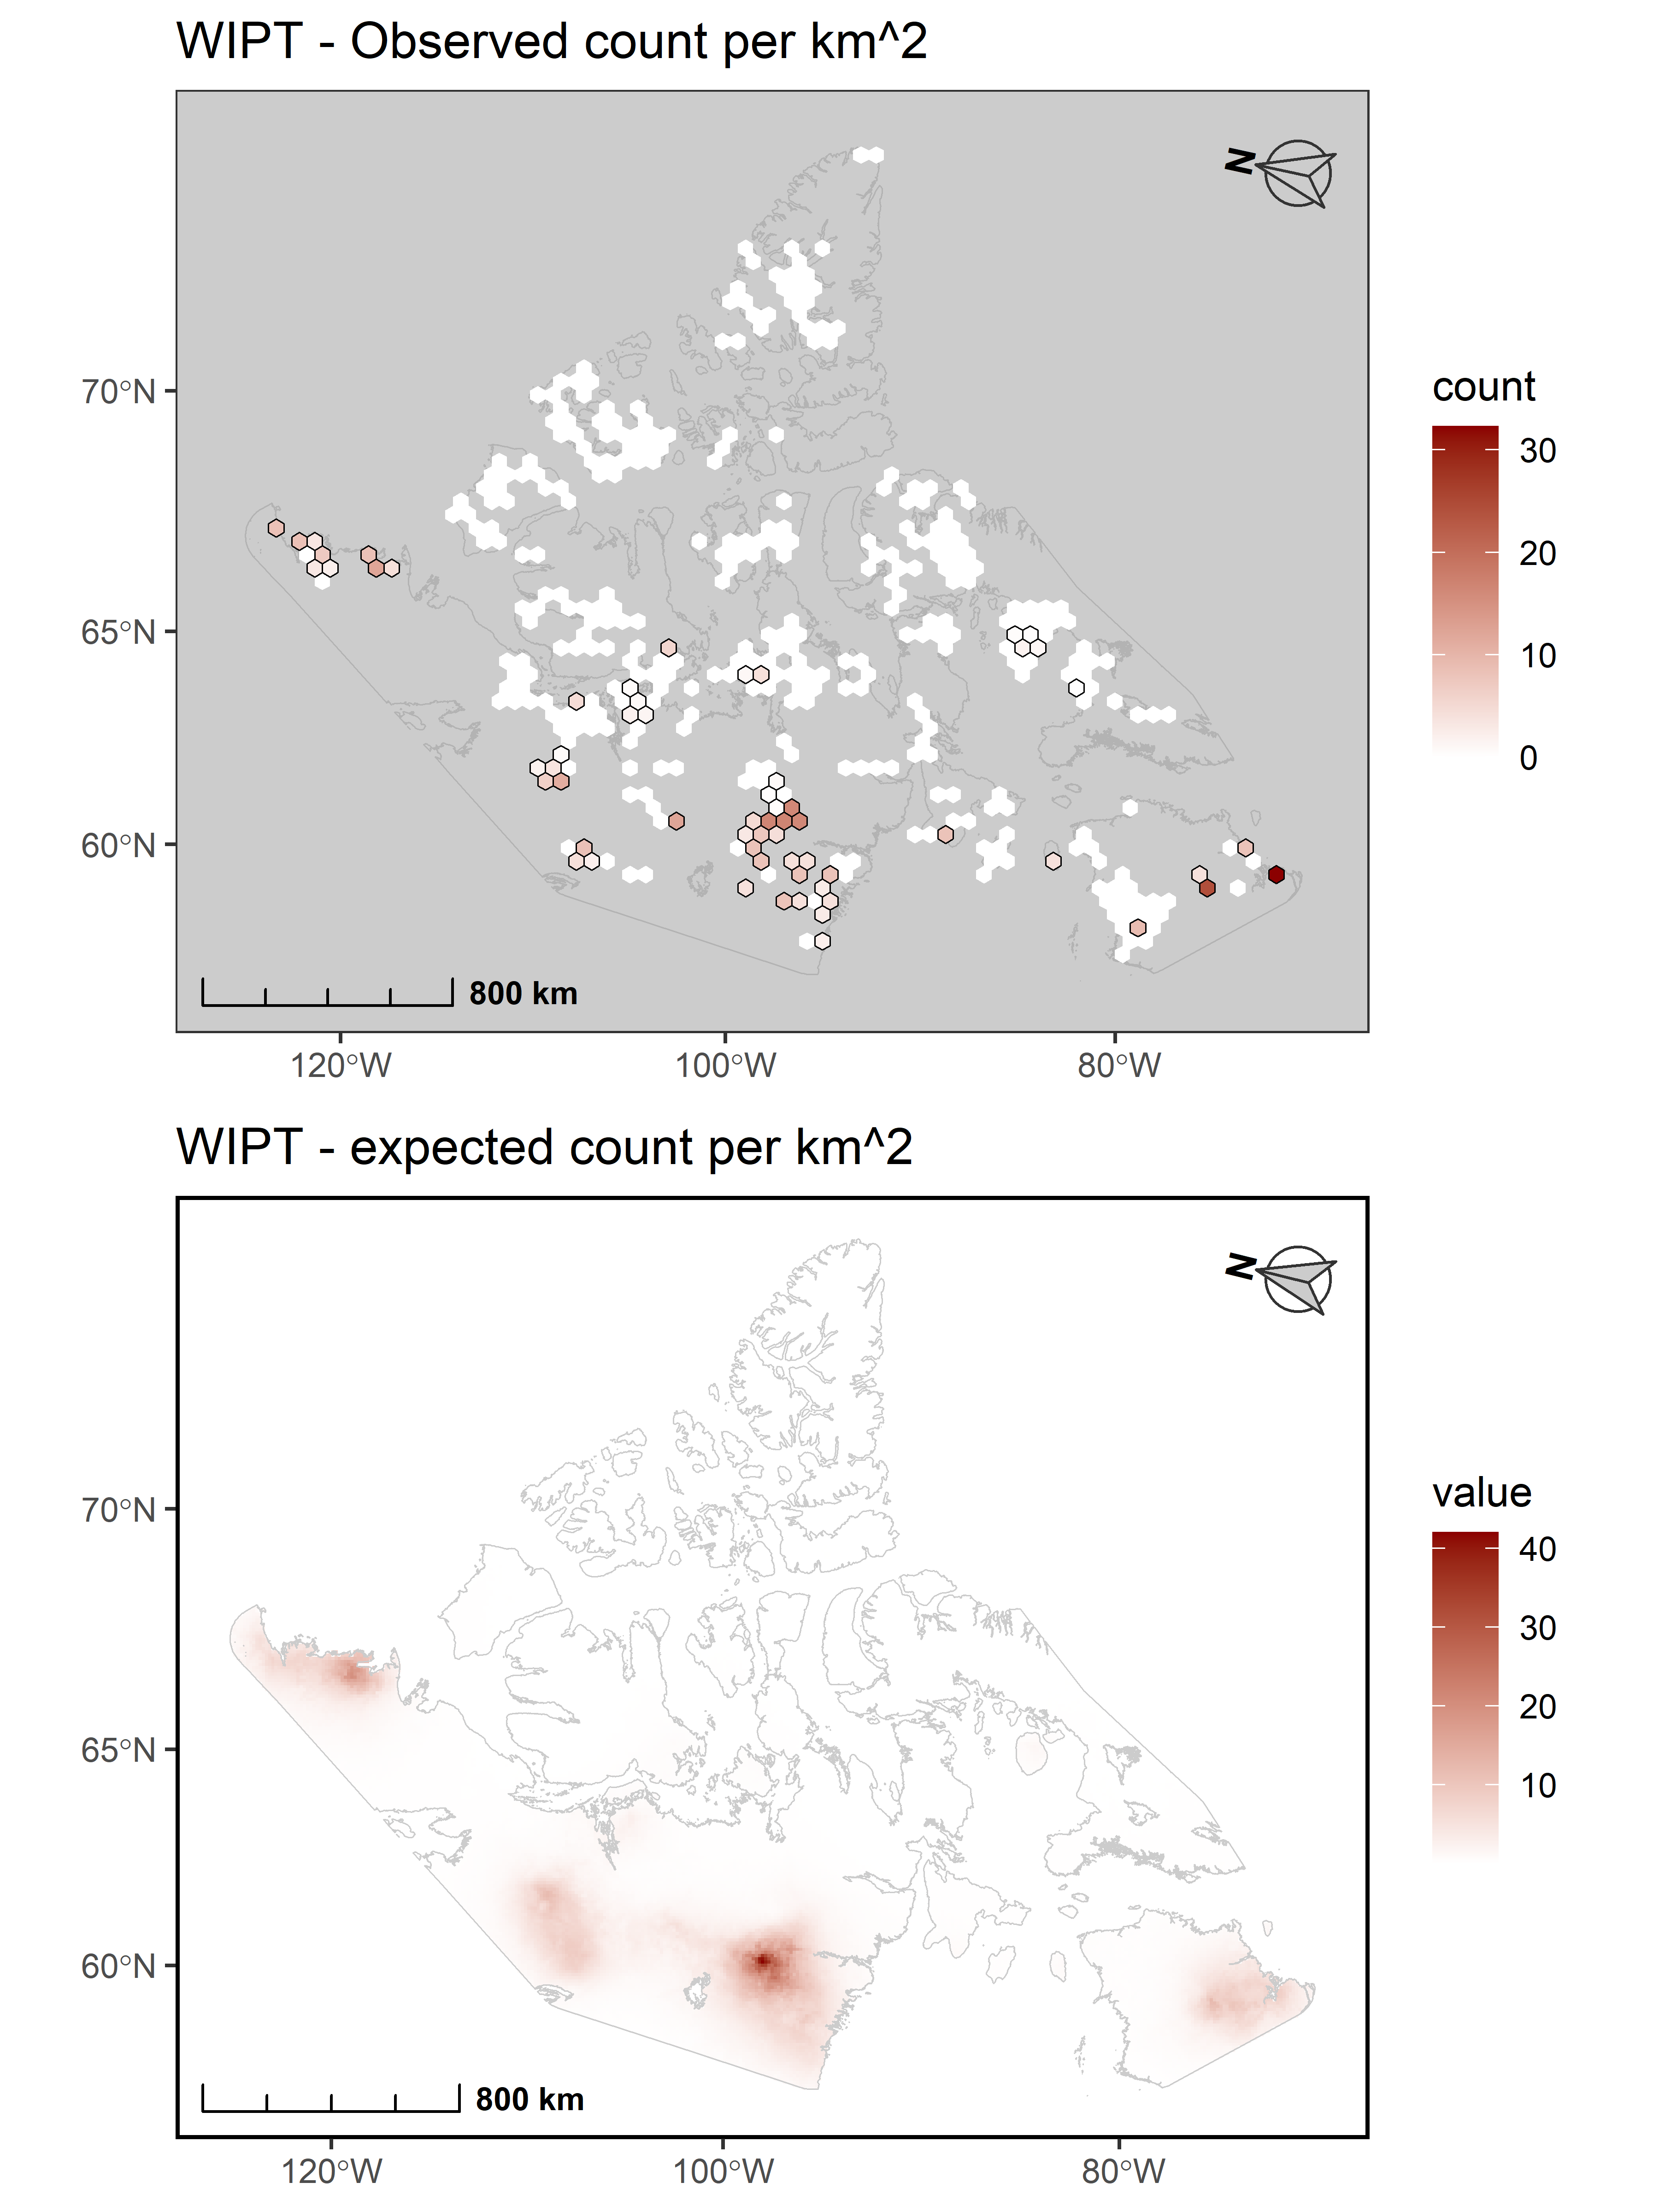 WIPT - Observed count per km^2
N
70°N
65°N
60°N
800 km
120°W
100°W
80°W
count
30
20
10
0
WIPT - expected count per km^2
N
70°N
65°N
60°N
800 km
120°W
100°W
80°W
value
40
30
20
10